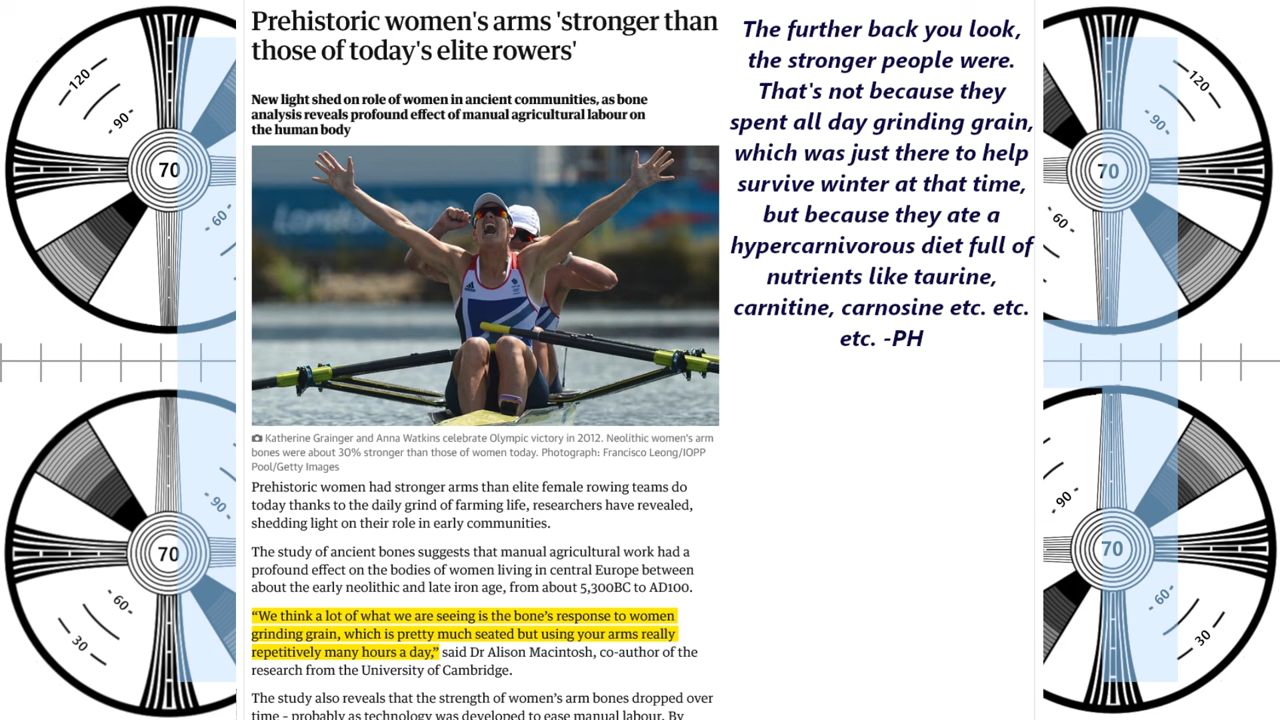 Prehistoric women's arms 'stronger than
those of today's elite rowers'
New light shed on role of women in ancient communities, as bone
analysis reveals profound effect of manual agricultural labour on
the human body
Katherine Grainger and Anna Watkins celebrate Olympic victory in 2012. Neolithic women's arm
bones were about 30% stronger than those of women today. Photograph: Francisco Leong/IOPP
Pool/Getty Images
Prehistoric women had stronger arms than elite female rowing teams do
today thanks to the daily grind of farming life, researchers have revealed,
shedding light on their role in early communities.
The study of ancient bones suggests that manual agricultural work had a
profound effect on the bodies of women living in central Europe between
about the early neolithic and late iron age, from about 5,300BC to AD100.
“We think a lot of what we are seeing is the bone’s response to women
grinding grain, which is pretty much seated but using your arms really
repetitively many hours a day,” said Dr Alison Macintosh, co-author of the
research from the University of Cambridge.
The study also reveals that the strength of women’s arm bones dropped over
time – probably as technology was developed to ease manual labour. By
The further back you look,
the stronger people were.
That's not because they
spent all day grinding grain,
which was just there to help
survive winter at that time,
but because they ate a
hypercarnivorous diet full of
nutrients like taurine,
carnitine, carnosine etc. etc.
etc. -PH
120
- 90 -
70
- 60 -
120
- 90 -
70
- 60 -
- 90 -
70
- 60 -
30
- 90 -
70
- 60 -
30